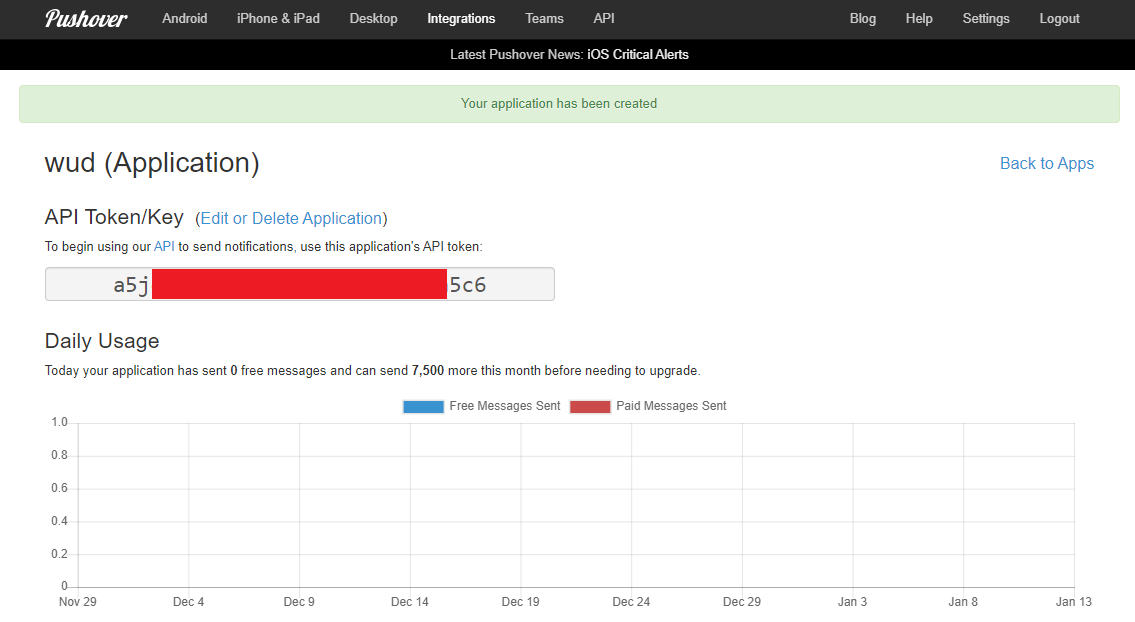 Pushover Android iPhone & iPad Desktop Integrations Teams API Blog Help Settings Logout
Latest Pushover News: iOS Critical Alerts
Your application has been created
wud (Application) Back to Apps
API Token/Key (Edit or Delete Application)
To begin using our API to send notifications, use this application's API token:
a5j 5c6
Daily Usage
Today your application has sent 0 free messages and can send 7,500 more this month before needing to upgrade.
Free Messages Sent Paid Messages Sent
1.0
0.8
0.6
0.4
0.2
0
Nov 29 Dec 4 Dec 9 Dec 14 Dec 19 Dec 24 Dec 29 Jan 3 Jan 8 Jan 13